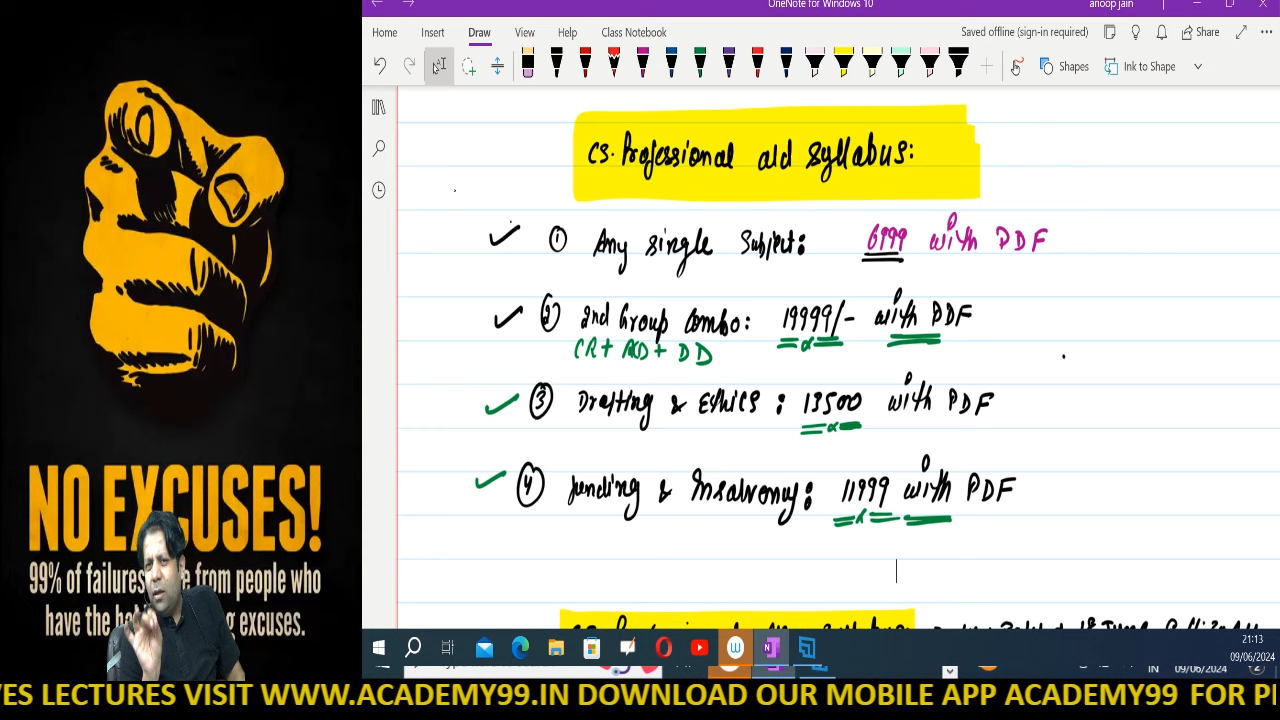 OneNote for Windows 10
anoop jain
Home Insert Draw View Help Class Notebook
Saved offline (sign-in required)
Share
Shapes
Ink to Shape
CS. Professional old Syllabus:
① Any single Subject: 6999 with PDF
② 2nd Group Combo: 19999/- with PDF
CR + ACD + DD
③ Drafting & Ethics : 13500 with PDF
④ Funding & Insolvency: 11999 with PDF
NO EXCUSES!
99% of failures from people who
have the excuses.
21:13
IN 09/06/2024
VES LECTURES VISIT WWW.ACADEMY99.IN DOWNLOAD OUR MOBILE APP ACADEMY99 FOR